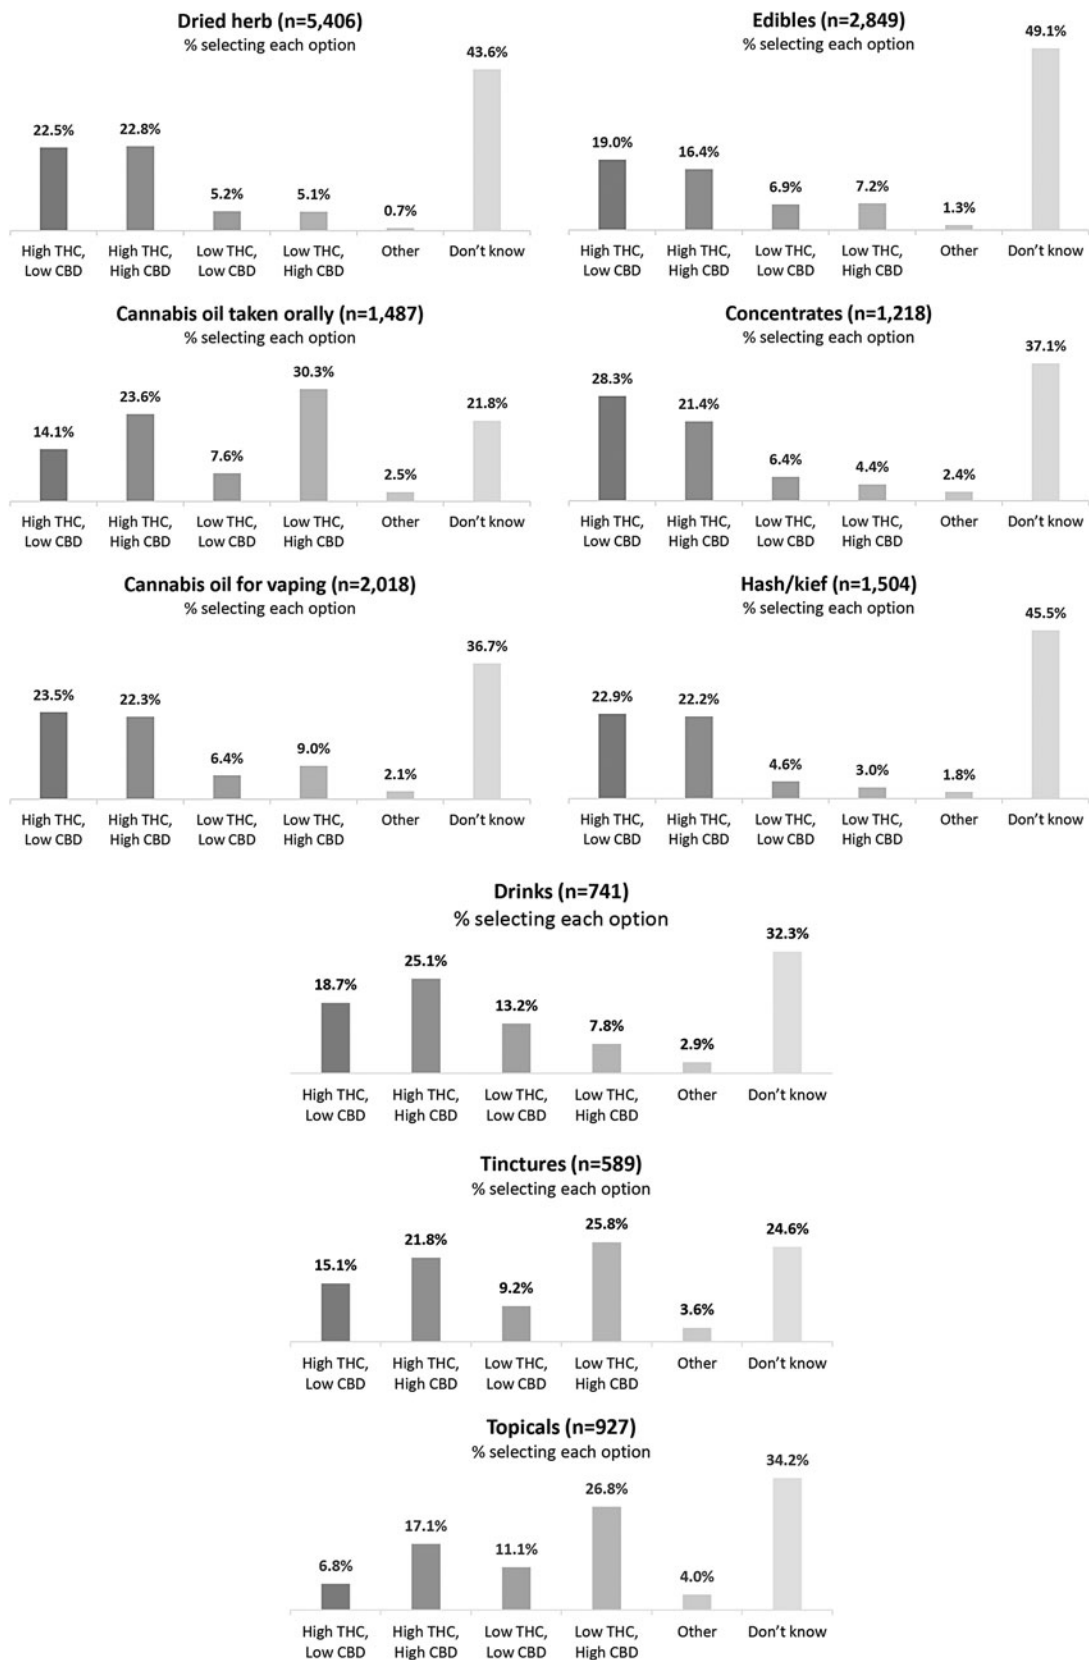 Dried herb (n=5,406)
% selecting each option
22.5%
22.8%
5.2%
5.1%
0.7%
43.6%
High THC, Low CBD
High THC, High CBD
Low THC, Low CBD
Low THC, High CBD
Other
Don't know
Edibles (n=2,849)
% selecting each option
19.0%
16.4%
6.9%
7.2%
1.3%
49.1%
High THC, Low CBD
High THC, High CBD
Low THC, Low CBD
Low THC, High CBD
Other
Don't know
Cannabis oil taken orally (n=1,487)
% selecting each option
14.1%
23.6%
7.6%
30.3%
2.5%
21.8%
High THC, Low CBD
High THC, High CBD
Low THC, Low CBD
Low THC, High CBD
Other
Don't know
Concentrates (n=1,218)
% selecting each option
28.3%
21.4%
6.4%
4.4%
2.4%
37.1%
High THC, Low CBD
High THC, High CBD
Low THC, Low CBD
Low THC, High CBD
Other
Don't know
Cannabis oil for vaping (n=2,018)
% selecting each option
23.5%
22.3%
6.4%
9.0%
2.1%
36.7%
High THC, Low CBD
High THC, High CBD
Low THC, Low CBD
Low THC, High CBD
Other
Don't know
Hash/kief (n=1,504)
% selecting each option
22.9%
22.2%
4.6%
3.0%
1.8%
45.5%
High THC, Low CBD
High THC, High CBD
Low THC, Low CBD
Low THC, High CBD
Other
Don't know
Drinks (n=741)
% selecting each option
18.7%
25.1%
13.2%
7.8%
2.9%
32.3%
High THC, Low CBD
High THC, High CBD
Low THC, Low CBD
Low THC, High CBD
Other
Don't know
Tinctures (n=589)
% selecting each option
15.1%
21.8%
9.2%
25.8%
3.6%
24.6%
High THC, Low CBD
High THC, High CBD
Low THC, Low CBD
Low THC, High CBD
Other
Don't know
Topicals (n=927)
% selecting each option
6.8%
17.1%
11.1%
26.8%
4.0%
34.2%
High THC, Low CBD
High THC, High CBD
Low THC, Low CBD
Low THC, High CBD
Other
Don't know